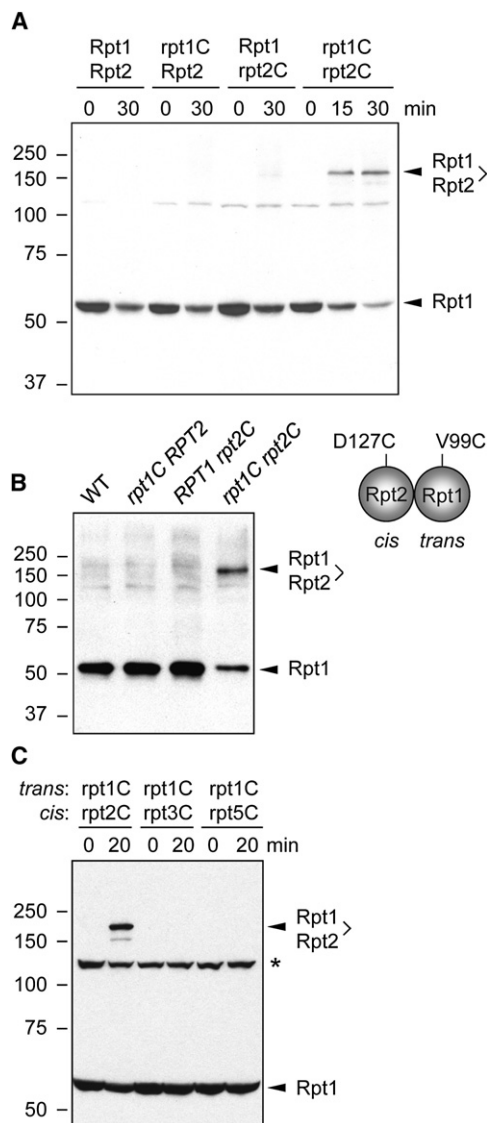 A
Rpt1 rpt1C Rpt1 rpt1C
Rpt2 Rpt2 rpt2C rpt2C
0 30 0 30 0 30 0 15 30 min
250
150
100
75
50
37
Rpt1
Rpt2
Rpt1
B
WT rpt1C RPT2 RPT1 rpt2C rpt1C rpt2C
250
150
100
75
50
37
Rpt1
Rpt2
Rpt1
D127C V99C
Rpt2 Rpt1
cis trans
C
trans: rpt1C rpt1C rpt1C
cis: rpt2C rpt3C rpt5C
0 20 0 20 0 20 min
250
150
100
75
50
Rpt1
Rpt2
*
Rpt1